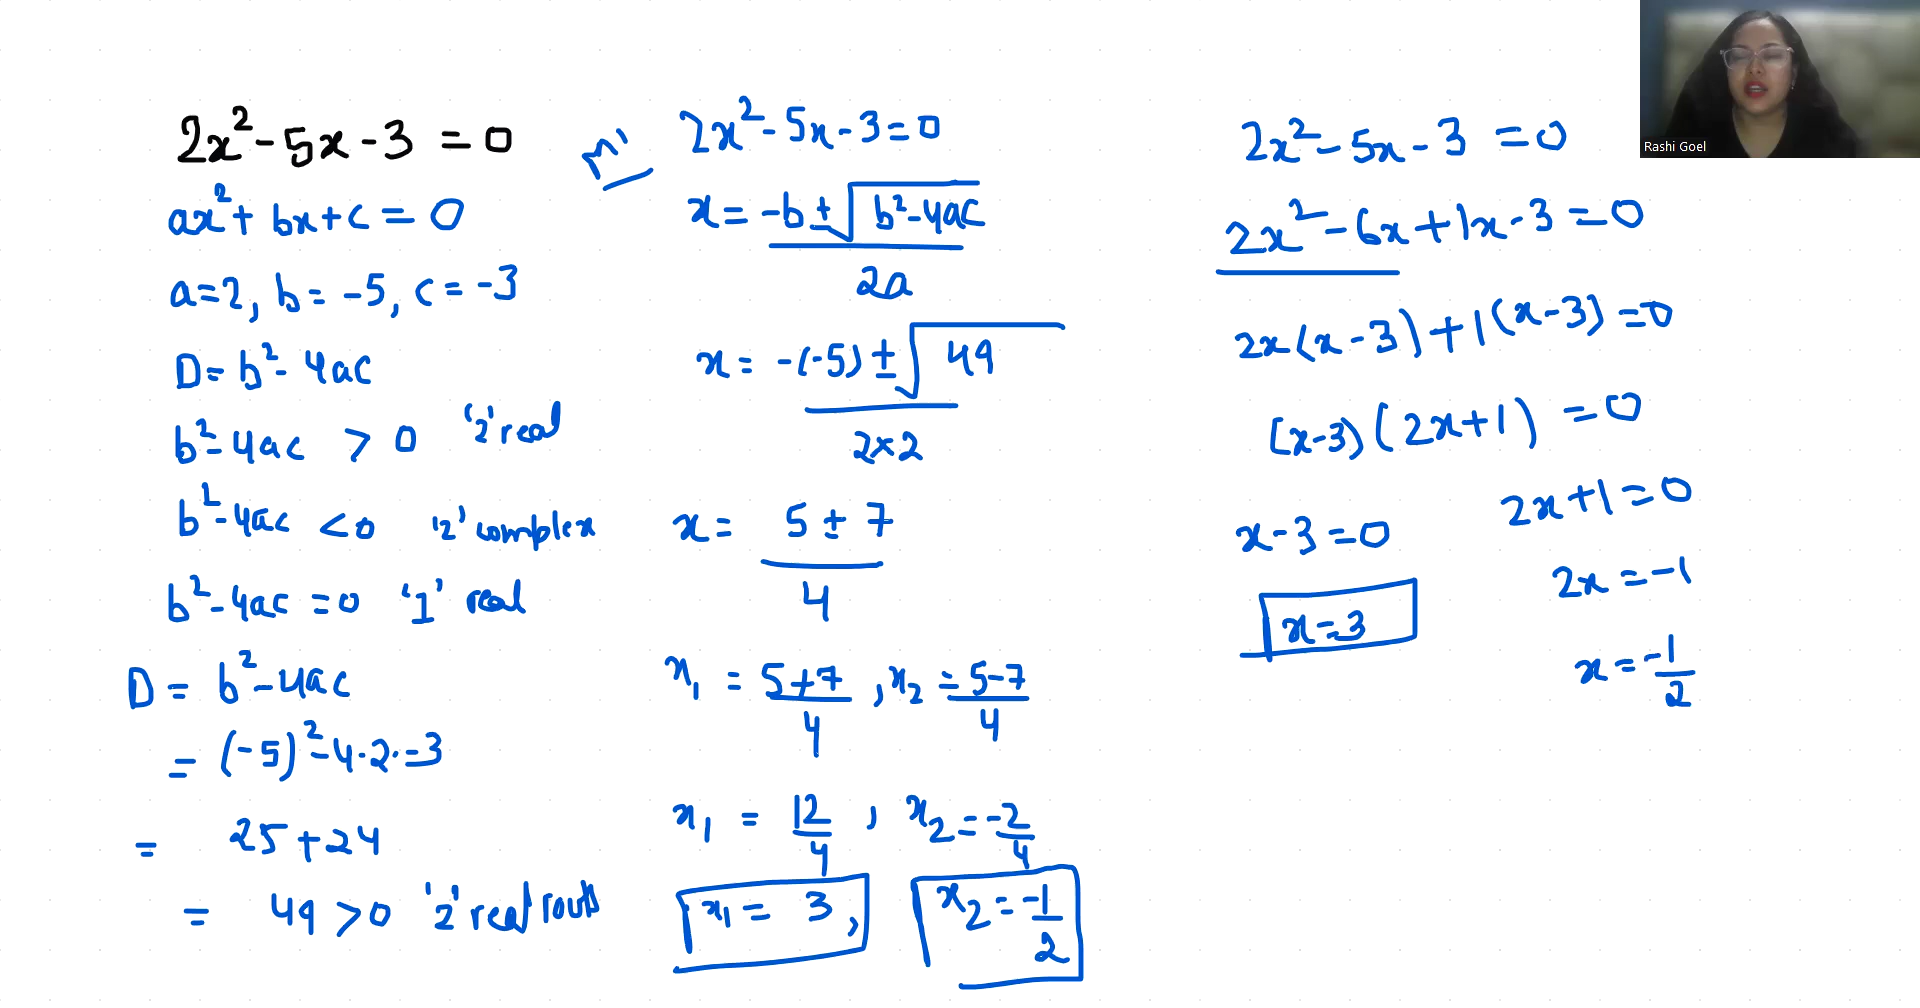 2x² - 5x - 3 = 0
ax² + bx + c = 0
a=2, b = -5, c = -3
D = b² - 4ac
b² - 4ac > 0 '2' real
b² - 4ac < 0 '2' complex
b² - 4ac = 0 '1' real
D = b² - 4ac
= (-5)² - 4·2·-3
= 25 + 24
= 49 > 0 '2' real roots
M1
2x² - 5x - 3 = 0
x = (-b ± √(b² - 4ac)) / 2a
x = (-(-5) ± √49) / 2×2
x = (5 ± 7) / 4
x₁ = (5+7)/4 , x₂ = (5-7)/4
x₁ = 12/4 , x₂ = -2/4
x₁ = 3, x₂ = -1/2
2x² - 5x - 3 = 0
2x² - 6x + 1x - 3 = 0
2x(x-3) + 1(x-3) = 0
(x-3)(2x+1) = 0
x - 3 = 0
x = 3
2x + 1 = 0
2x = -1
x = -1/2
Rashi Goel